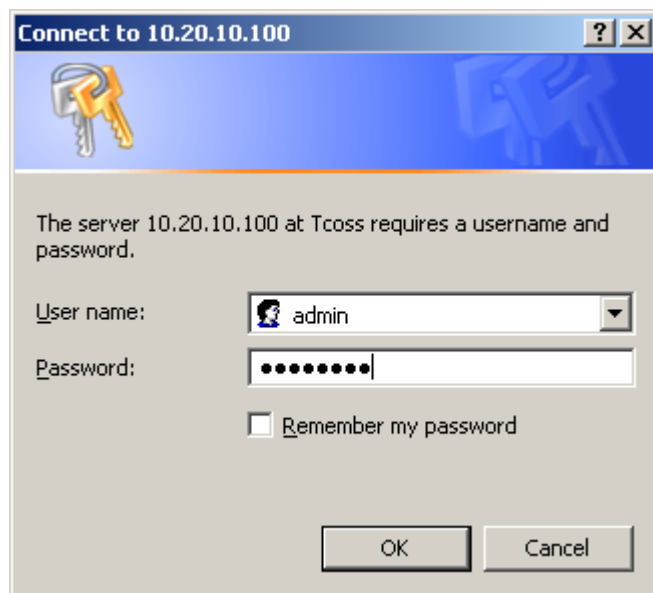 Connect to 10.20.10.100
The server 10.20.10.100 at Tcoss requires a username and
password.
User name:
admin
Password:
●●●●●●●●
Remember my password
OK
Cancel